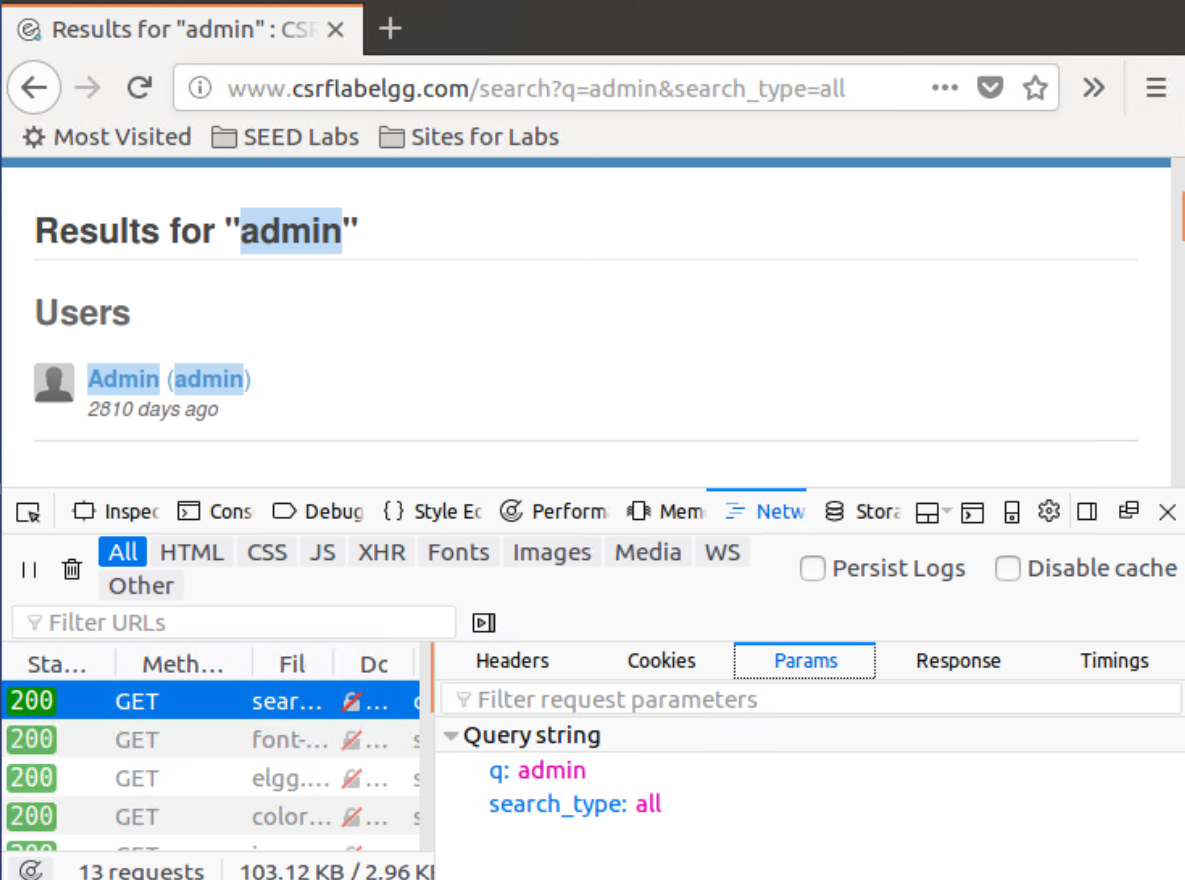 Results for "admin" : CSR
www.csrflabelgg.com/search?q=admin&search_type=all
Most Visited SEED Labs Sites for Labs
Results for "admin"
Users
Admin (admin)
2810 days ago
Inspec Cons Debug {} Style Ec Perform Mem Netw Stora
All HTML CSS JS XHR Fonts Images Media WS
Other
Persist Logs Disable cache
Filter URLs
Sta... Meth... Fil Dc
Headers Cookies Params Response Timings
200 GET sear... ...
Filter request parameters
200 GET font-... ... s
Query string
200 GET elgg.... ... s
q: admin
200 GET color... ... s
search_type: all
200 GET
13 requests 103.12 KB / 2.96 KB